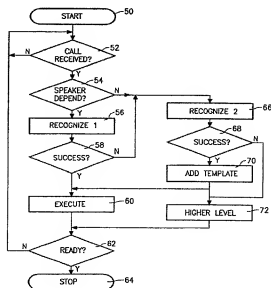 START 50
CALL RECEIVED? 52
N
Y
54
SPEAKER DEPEND?
N
Y
56
RECOGNIZE 1
RECOGNIZE 2 66
58
SUCCESS?
N
Y
68
SUCCESS?
N
Y
70
ADD TEMPLATE
EXECUTE 60
HIGHER LEVEL 72
N
READY? 62
Y
STOP 64